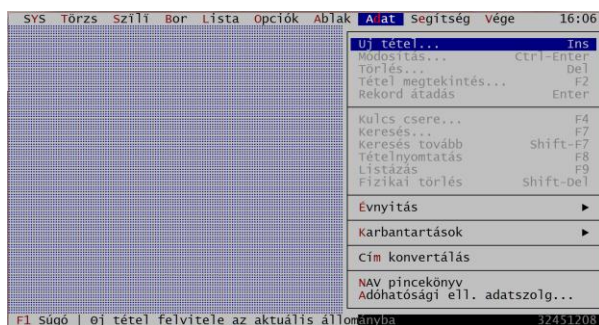 SYS Törzs Szïlï Bor Lista Opciók Ablak Adat Segítség Vége 16:06
Uj tétel... Ins
Módosítás... Ctrl-Enter
Törlés... Del
Tétel megtekintés... F2
Rekord átadás Enter
Kulcs csere... F4
Keresés... F7
Keresés tovább Shift-F7
Tételnyomtatás F8
Listázás F9
Fizikai törlés Shift-Del
Évnyitás ►
Karbantartások ►
Cím konvertálás
NAV pincekönyv
Adóhatósági ell. adatszolg...
F1 Súgó | Θj tétel felvitele az aktuális állományba 32451208